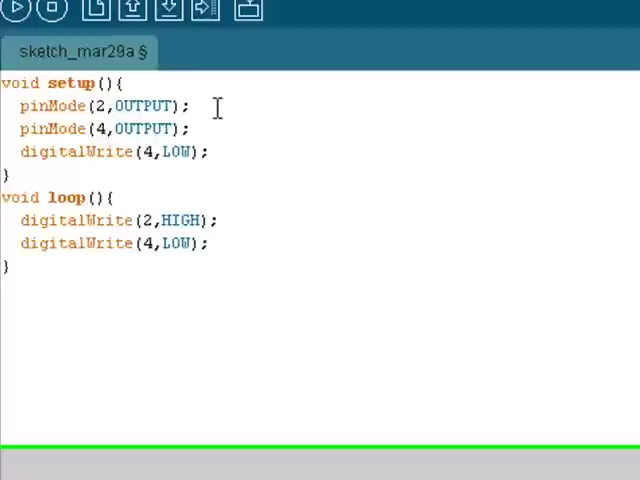 sketch_mar29a §
void setup(){
  pinMode(2,OUTPUT);
  pinMode(4,OUTPUT);
  digitalWrite(4,LOW);
}
void loop(){
  digitalWrite(2,HIGH);
  digitalWrite(4,LOW);
}